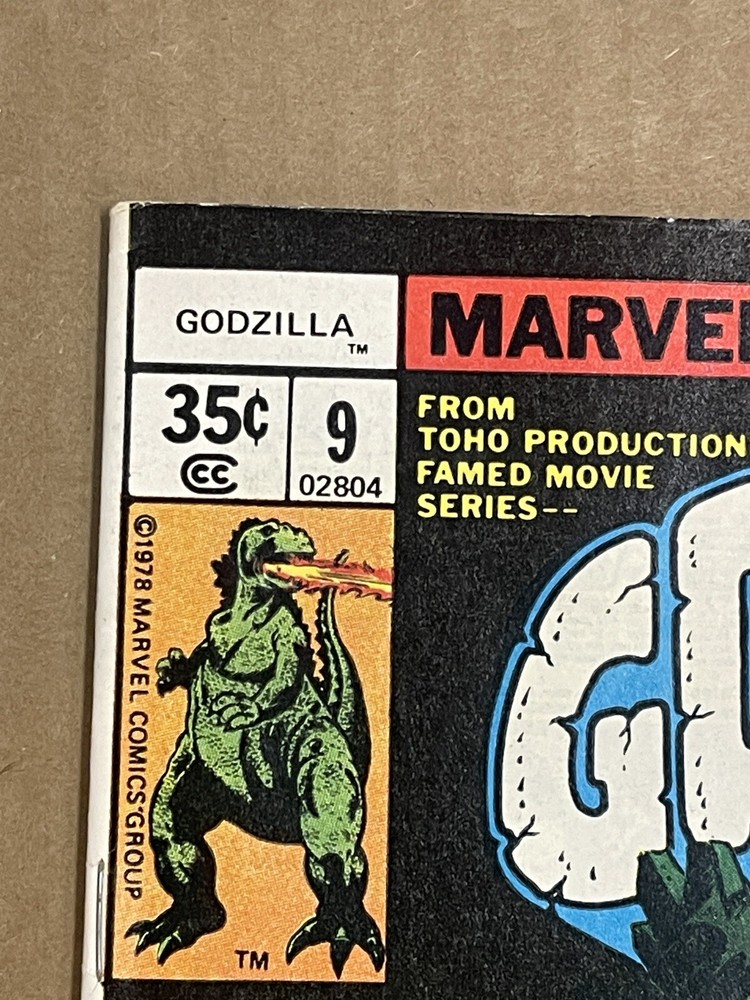 GODZILLA
TM
MARVEL
35¢
CC
9
02804
FROM
TOHO PRODUCTION
FAMED MOVIE
SERIES--
©1978 MARVEL COMICS GROUP
TM
G